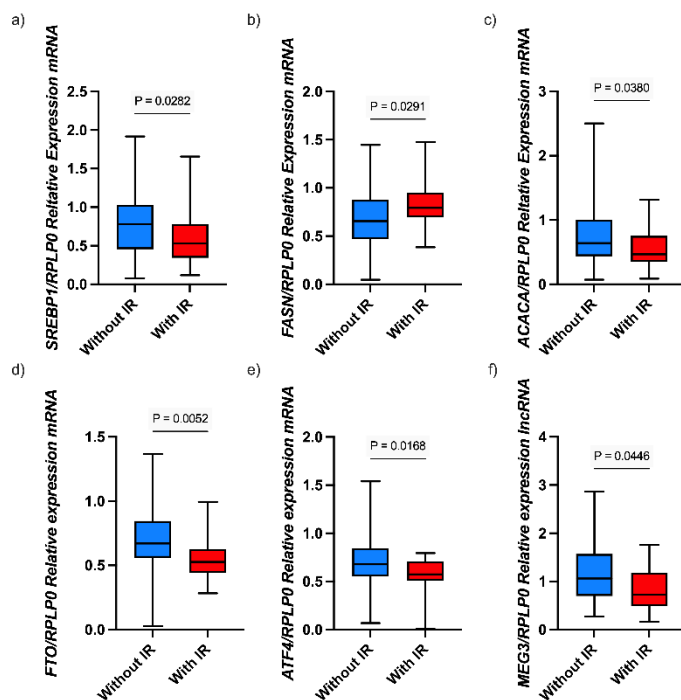 a)
SREBP1/RPLP0 Reltative Expression mRNA
2.5
2.0
1.5
1.0
0.5
0.0
P = 0.0282
Without IR
With IR
b)
FASN/RPLP0 Relative Expression mRNA
2.0
1.5
1.0
0.5
0.0
P = 0.0291
Without IR
With IR
c)
ACACA/RPLP0 Reltative Expression mRNA
3
2
1
0
P = 0.0380
Without IR
With IR
d)
FTO/RPLP0 Relative expression mRNA
1.5
1.0
0.5
0.0
P = 0.0052
Without IR
With IR
e)
ATF4/RPLP0 Relative expression mRNA
2.0
1.5
1.0
0.5
0.0
P = 0.0168
Without IR
With IR
f)
MEG3/RPLP0 Relative expression lncRNA
4
3
2
1
0
P = 0.0446
Without IR
With IR